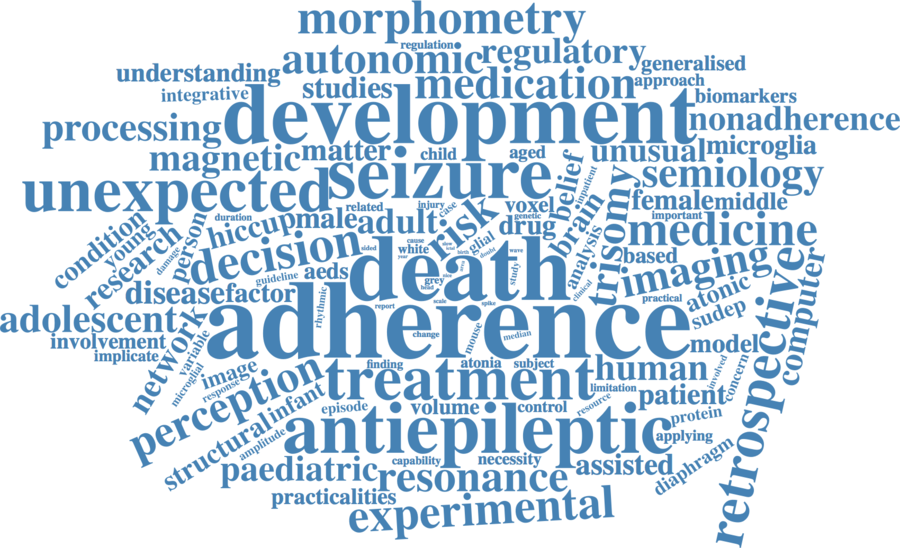 morphometry
regulation
autonomic
regulatory
understanding
generalised
studies
medication
approach
integrative
development
biomarkers
processing
nonadherence
magnetic
matter
child
aged
unusual
microglia
unexpected
seizure
belief
inpatient
semiology
related
injury
case
voxel
female
middle
duration
hiccup
male
adult
risk
genetic
drug
brain
trisomy
important
medicine
condition
young
research
damage
person
decision
sided
cause
white
year
glial
doubt
wave
analysis
based
imaging
guideline
aeds
death
grey
head
study
clinical
practical
atonic
retrospective
computer
disease
factor
rhythmic
report
scale
spike
sudep
adolescent
adherence
change
mouse
median
model
involvement
implicate
network
variable
microglial
image
response
perception
finding
atonia
subject
treatment
human
limitation
involved
concern
patient
structural
infant
amplitude
episode
volume
control
resource
protein
antiepileptic
applying
paediatric
capability
necessity
assisted
diaphragm
resonance
practicalities
experimental